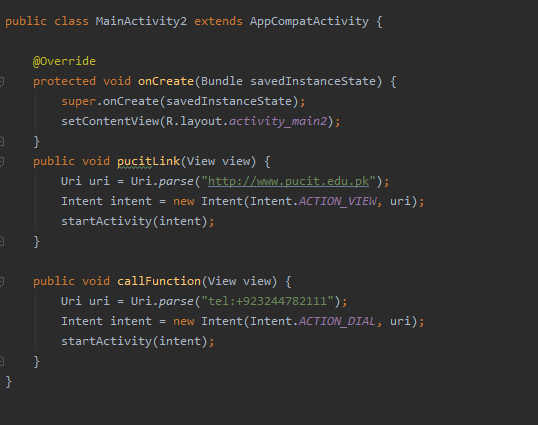 public class MainActivity2 extends AppCompatActivity {
@Override
protected void onCreate(Bundle savedInstanceState) {
super.onCreate(savedInstanceState);
setContentView(R.layout.activity_main2);
}
public void pucitLink(View view) {
Uri uri = Uri.parse("http://www.pucit.edu.pk");
Intent intent = new Intent(Intent.ACTION_VIEW, uri);
startActivity(intent);
}
public void callFunction(View view) {
Uri uri = Uri.parse("tel:+923244782111");
Intent intent = new Intent(Intent.ACTION_DIAL, uri);
startActivity(intent);
}
}